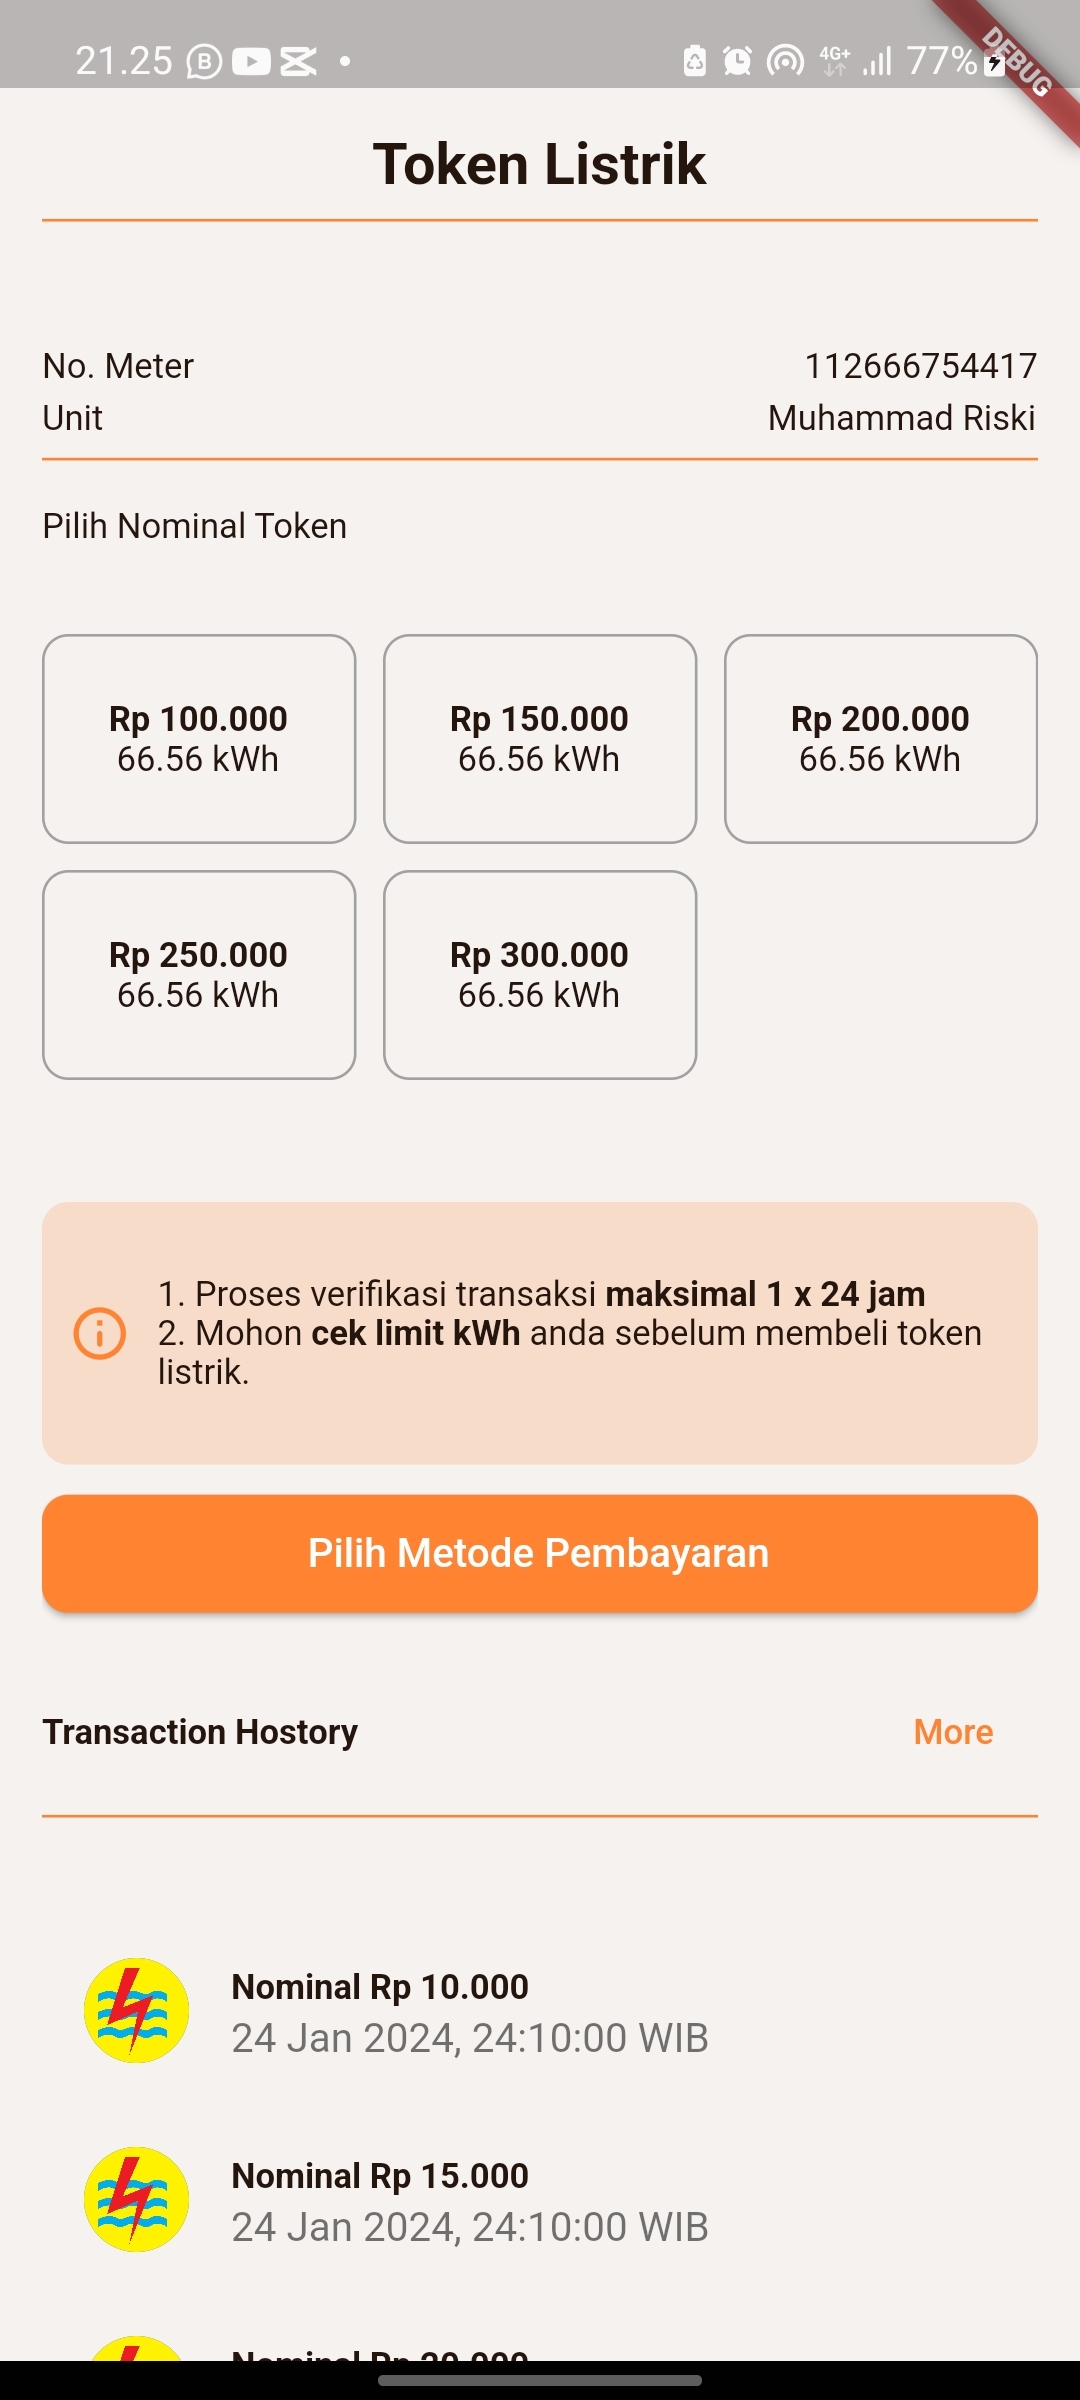 21.25
4G+
77%
DEBUG
Token Listrik
No. Meter 112666754417
Unit Muhammad Riski
Pilih Nominal Token
Rp 100.000 Rp 150.000 Rp 200.000
66.56 kWh 66.56 kWh 66.56 kWh
Rp 250.000 Rp 300.000
66.56 kWh 66.56 kWh
1. Proses verifikasi transaksi maksimal 1 x 24 jam
2. Mohon cek limit kWh anda sebelum membeli token
listrik.
Pilih Metode Pembayaran
Transaction Hostory More
Nominal Rp 10.000
24 Jan 2024, 24:10:00 WIB
Nominal Rp 15.000
24 Jan 2024, 24:10:00 WIB
Nominal Rp 20.000